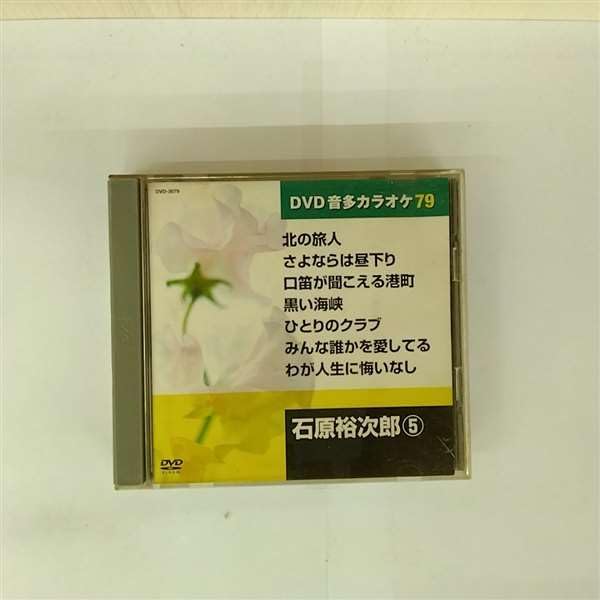 DVD-3079
DVD音多カラオケ79
北の旅人
さよならは昼下り
口笛が聞こえる港町
黒い海峡
ひとりのクラブ
みんな誰かを愛してる
わが人生に悔いなし
石原裕次郎⑤
DVD